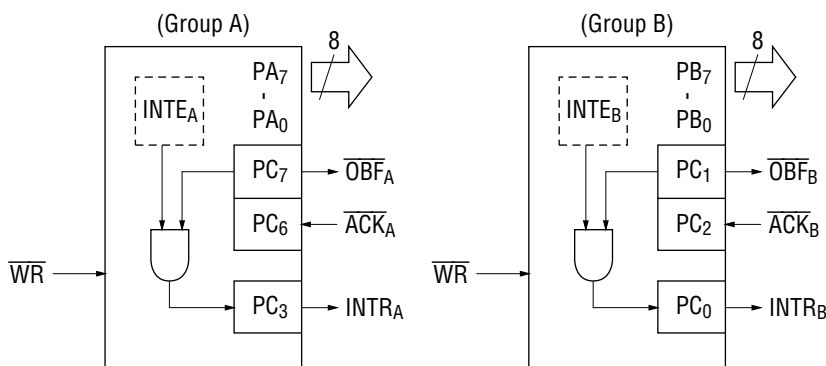 (Group A)
8
PA7
PA0
INTEA
PC7
OBFA
PC6
ACKA
WR
PC3
INTRA
(Group B)
8
PB7
PB0
INTEB
PC1
OBFB
PC2
ACKB
WR
PC0
INTRB